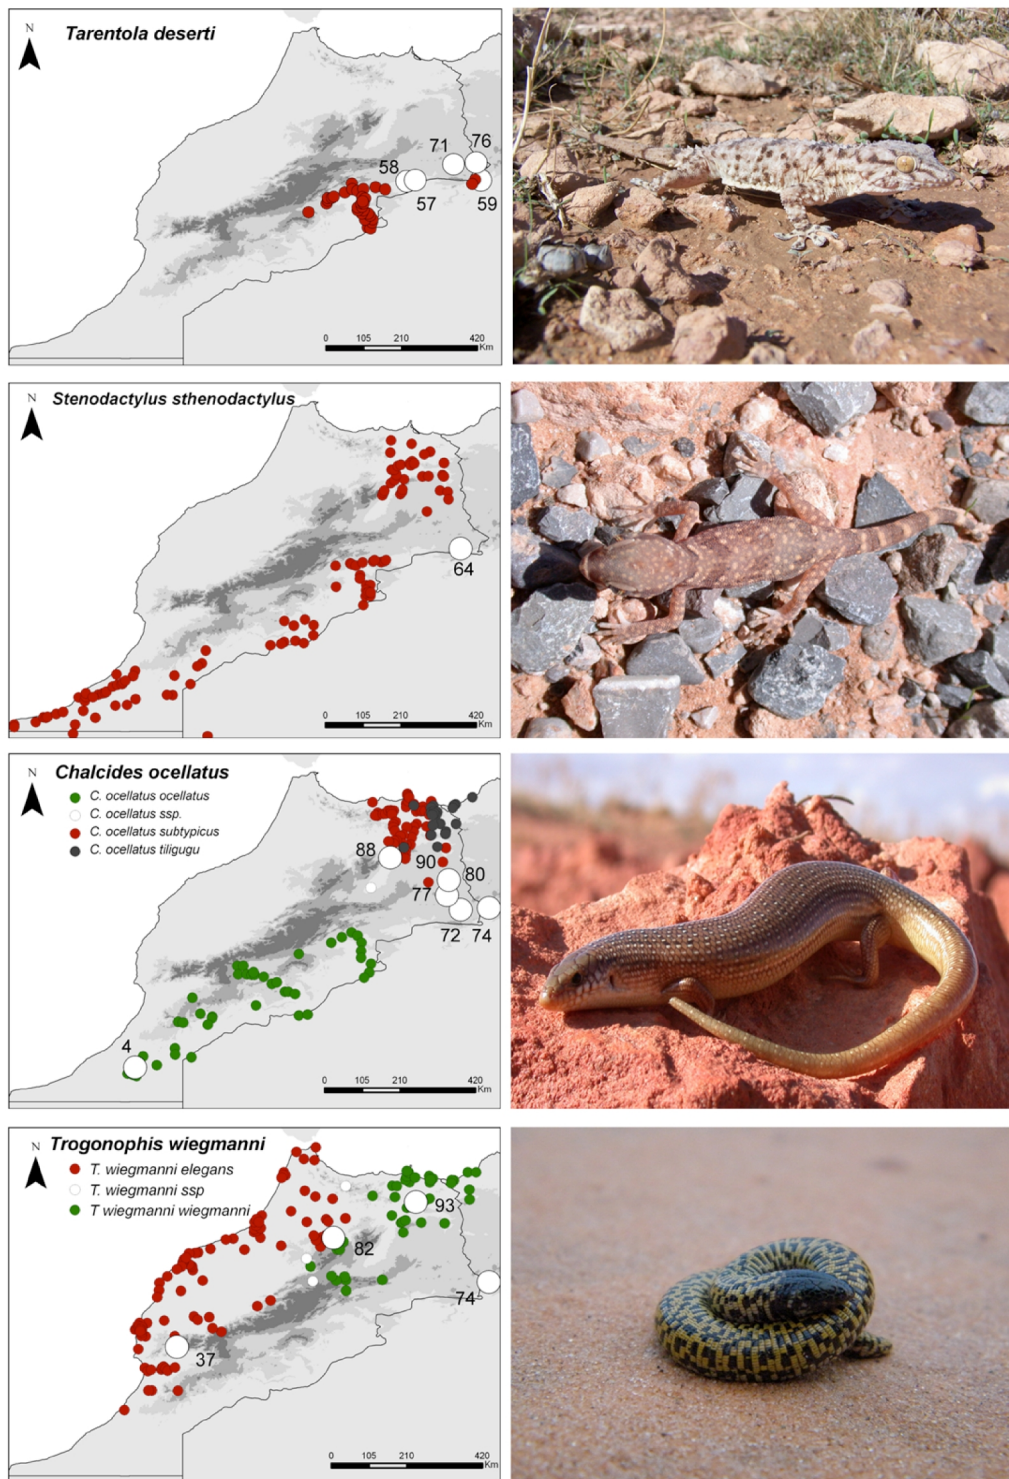 N
Tarentola deserti
76
71
58
57
59
0 105 210 420
Km
N
Stenodactylus sthenodactylus
64
0 105 210 420
Km
N
Chalcides ocellatus
C. ocellatus ocellatus
C. ocellatus ssp.
C. ocellatus subtypicus
C. ocellatus tiligugu
88
90
80
77
72
74
4
0 105 210 420
Km
N
Trogonophis wiegmanni
T. wiegmanni elegans
T. wiegmanni ssp
T wiegmanni wiegmanni
93
82
74
37
0 105 210 420
Km